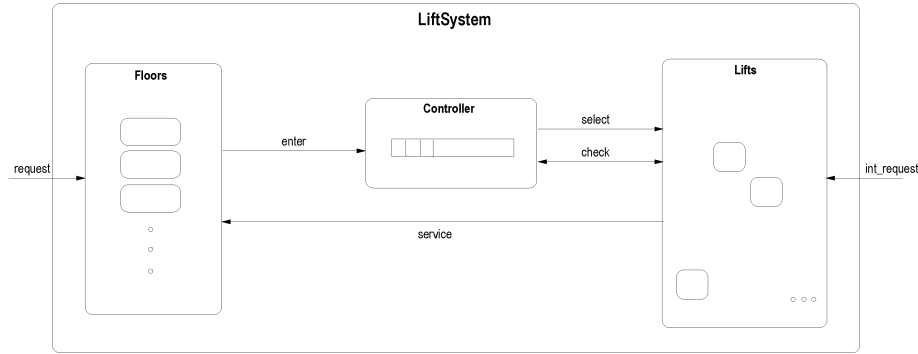 LiftSystem
Floors
Controller
Lifts
request
enter
select
check
service
int_request